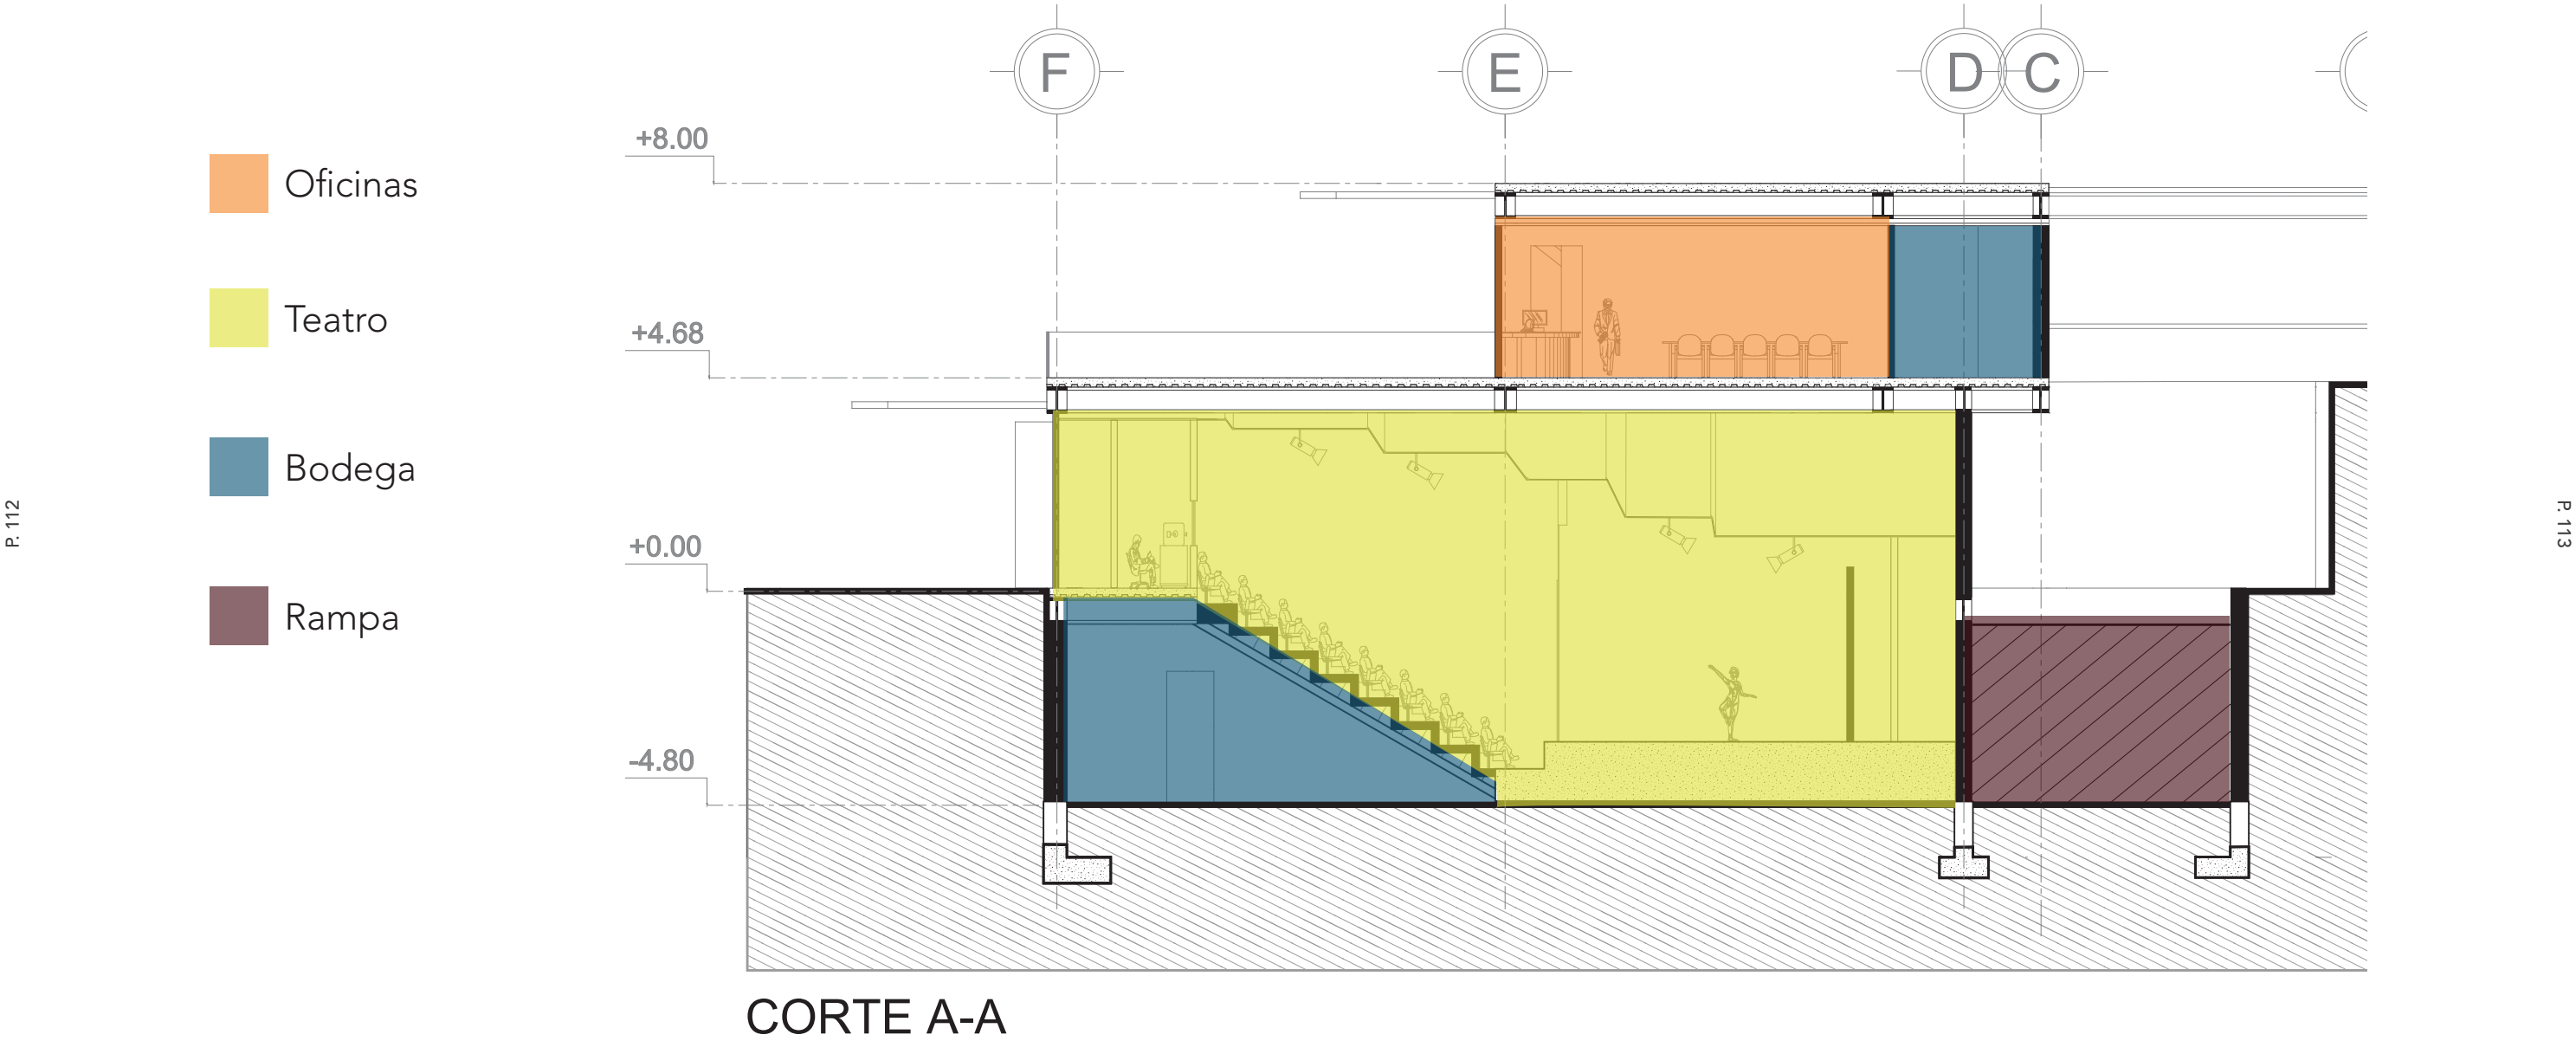 F
E
D
C
+8.00
Oficinas
+4.68
Teatro
Bodega
P. 112
P. 113
+0.00
Rampa
-4.80
CORTE A-A